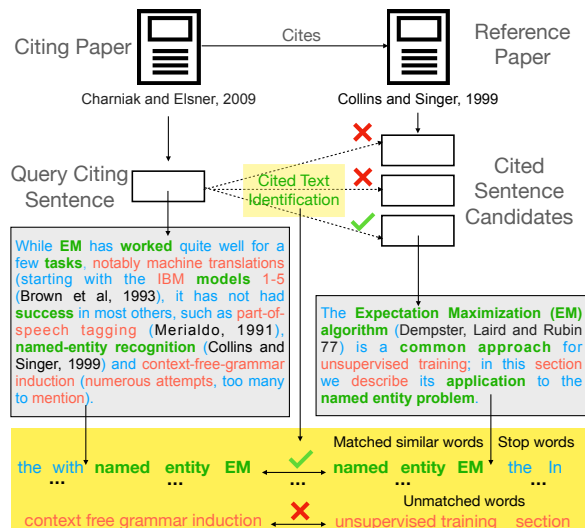 Citing Paper
Cites
Reference
Paper
Charniak and Elsner, 2009
Collins and Singer, 1999
Query Citing
Sentence
Cited Text
Identification
Cited
Sentence
Candidates
While EM has worked quite well for a
few tasks, notably machine translations
(starting with the IBM models 1-5
(Brown et al, 1993), it has not had
success in most others, such as part-of-
speech tagging (Merialdo, 1991),
named-entity recognition (Collins and
Singer, 1999) and context-free-grammar
induction (numerous attempts, too many
to mention).
The Expectation Maximization (EM)
algorithm (Dempster, Laird and Rubin
77) is a common approach for
unsupervised training; in this section
we describe its application to the
named entity problem.
Matched similar words Stop words
the with named entity EM named entity EM the In
... ... ... ... ...
Unmatched words
context free grammar induction unsupervised training section